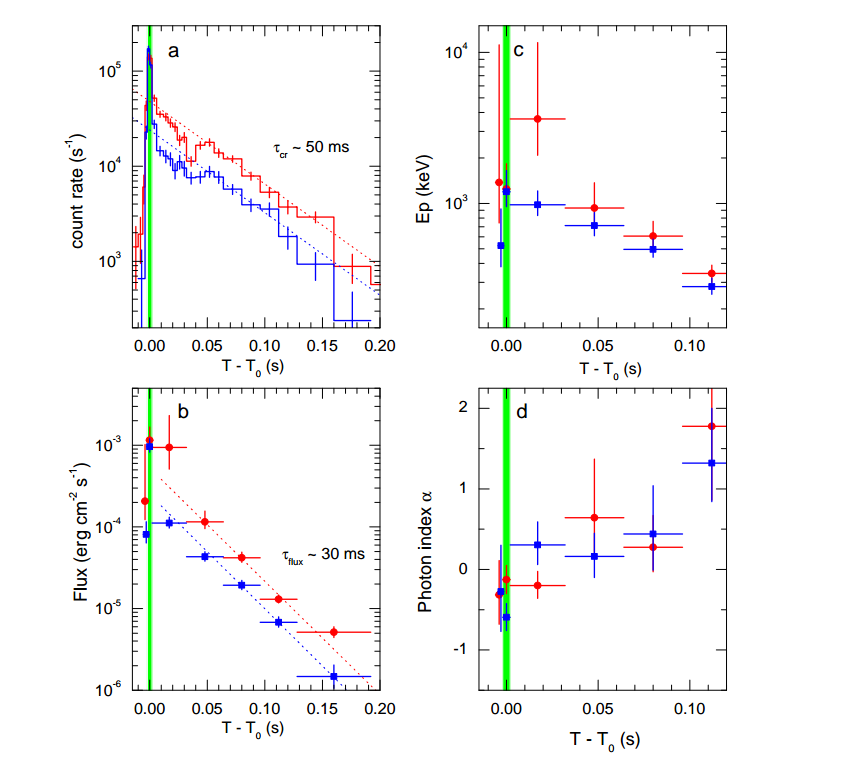 a
count rate (s⁻¹)
10⁵
10⁴
10³
τcr ~ 50 ms
0.00 0.05 0.10 0.15 0.20
T - T₀ (s)
c
Ep (keV)
10⁴
10³
0.00 0.05 0.10
T - T₀ (s)
b
Flux (erg cm⁻² s⁻¹)
10⁻³
10⁻⁴
10⁻⁵
10⁻⁶
τflux ~ 30 ms
0.00 0.05 0.10 0.15 0.20
T - T₀ (s)
d
Photon index α
2
1
0
-1
0.00 0.05 0.10
T - T₀ (s)